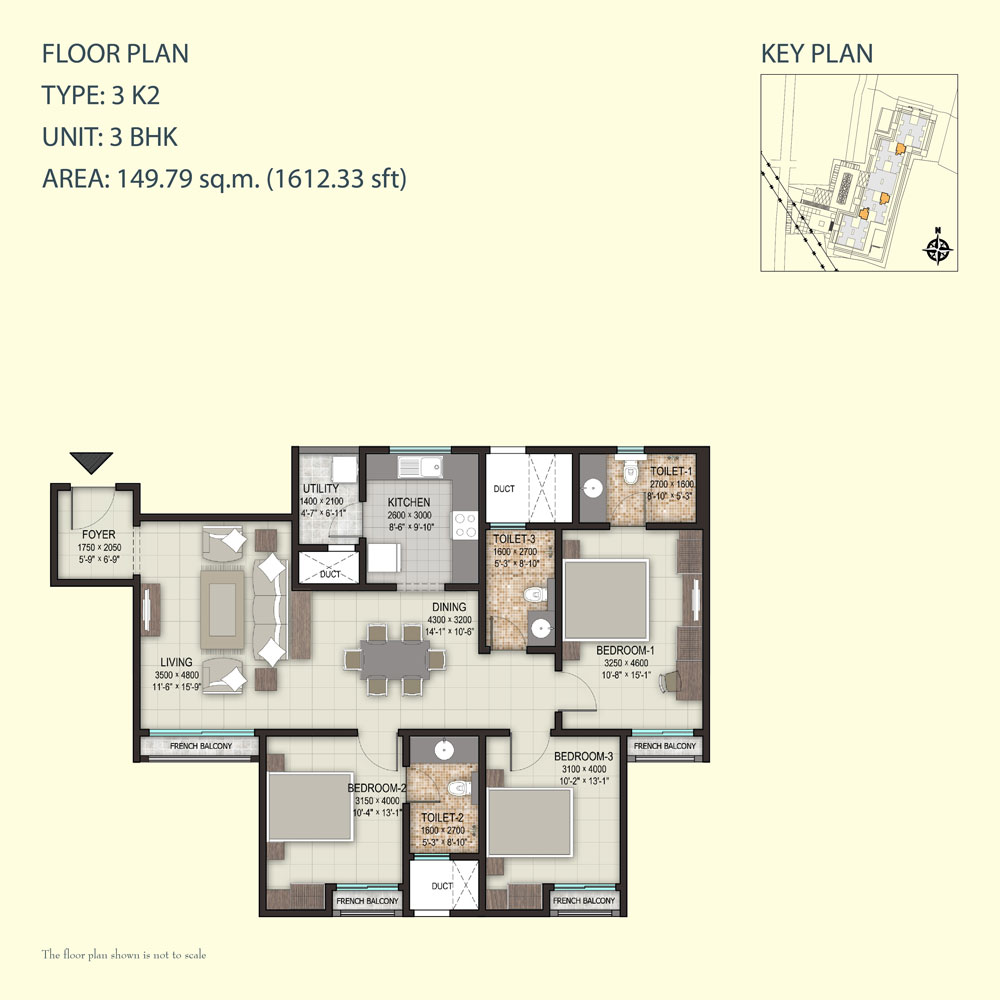 FLOOR PLAN
TYPE: 3 K2
UNIT: 3 BHK
AREA: 149.79 sq.m. (1612.33 sft)
KEY PLAN
N
FOYER
1750 x 2050
5'-9" x 6'-9"
UTILITY
1400 x 2100
4'-7" x 6'-11"
DUCT
KITCHEN
2600 x 3000
8'-6" x 9'-10"
DUCT
TOILET-1
2700 x 1600
8'-10" x 5'-3"
TOILET-3
1600 x 2700
5'-3" x 8'-10"
DINING
4300 x 3200
14'-1" x 10'-6"
LIVING
3500 x 4800
11'-6" x 15'-9"
BEDROOM-1
3250 x 4600
10'-8" x 15'-1"
FRENCH BALCONY
FRENCH BALCONY
BEDROOM-2
3150 x 4000
10'-4" x 13'-1"
TOILET-2
1600 x 2700
5'-3" x 8'-10"
BEDROOM-3
3100 x 4000
10'-2" x 13'-1"
DUCT
FRENCH BALCONY
FRENCH BALCONY
The floor plan shown is not to scale